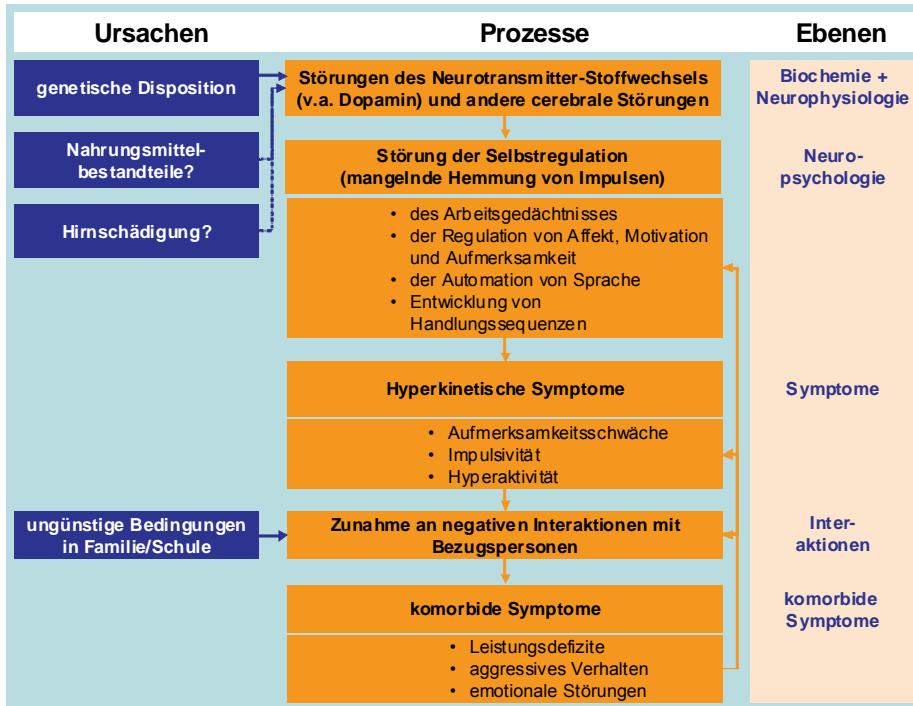 Ursachen
Prozesse
Ebenen
genetische Disposition
Störungen des Neurotransmitter-Stoffwechsels
(v.a. Dopamin) und andere cerebrale Störungen
Biochemie +
Neurophysiologie
Nahrungsmittel-
bestandteile?
Störung der Selbstregulation
(mangelnde Hemmung von Impulsen)
Neuro-
psychologie
Hirnschädigung?
• des Arbeitsgedächtnisses
• der Regulation von Affekt, Motivation
und Aufmerksamkeit
• der Automation von Sprache
• Entwicklung von
Handlungssequenzen
Hyperkinetische Symptome
Symptome
• Aufmerksamkeitsschwäche
• Impulsivität
• Hyperaktivität
ungünstige Bedingungen
in Familie/Schule
Zunahme an negativen Interaktionen mit
Bezugspersonen
Inter-
aktionen
komorbide Symptome
komorbide
Symptome
• Leistungsdefizite
• aggressives Verhalten
• emotionale Störungen